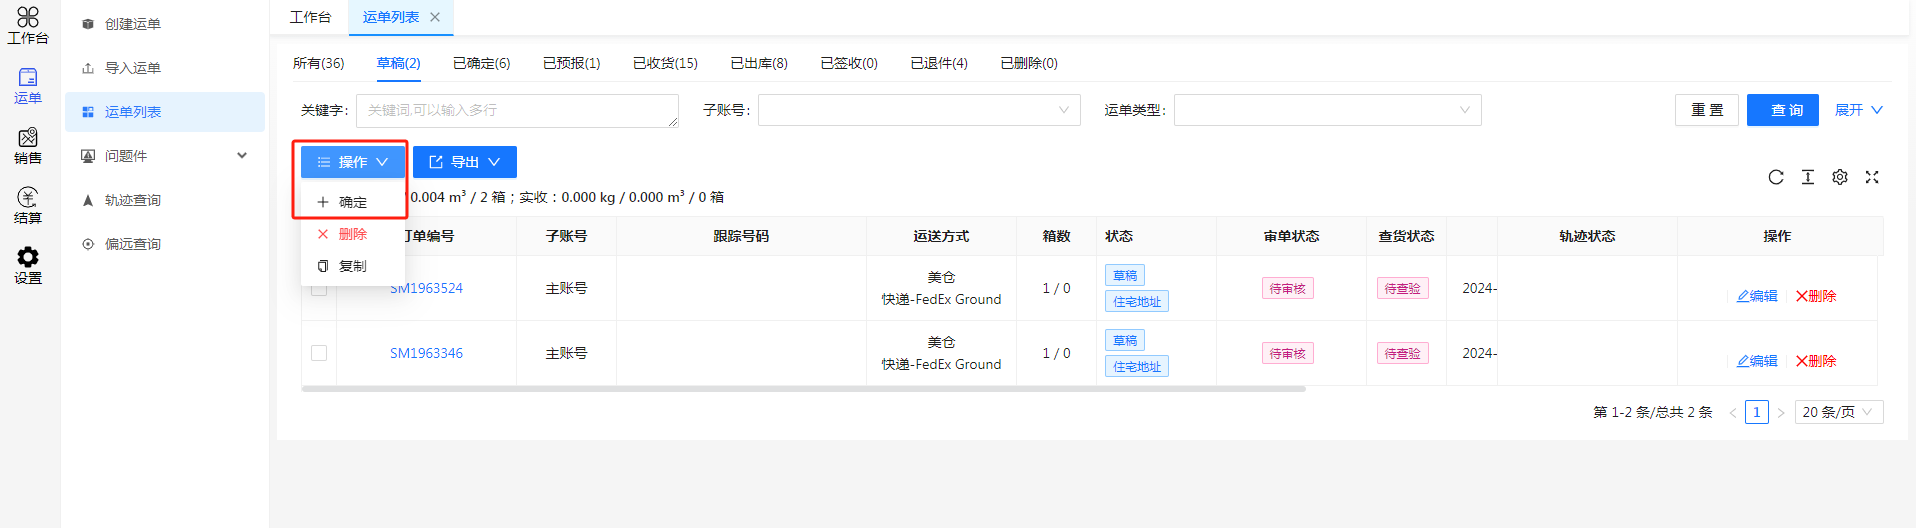 工作台
运单
销售
结算
设置
创建运单
导入运单
运单列表
问题件
轨迹查询
偏远查询
工作台 运单列表
所有(36) 草稿(2) 已确定(6) 已预报(1) 已收货(15) 已出库(8) 已签收(0) 已退件(4) 已删除(0)
关键字: 关键词,可以输入多行 子账号: 运单类型: 重 置 查 询 展开
操作 导出
确定
删除
复制
0.004 m³ / 2 箱；实收：0.000 kg / 0.000 m³ / 0 箱
订单编号 子账号 跟踪号码 运送方式 箱数 状态 审单状态 查货状态 轨迹状态 操作
SM1963524 主账号 美仓 快递-FedEx Ground 1 / 0 草稿 住宅地址 待审核 待查验 2024- 编辑 删除
SM1963346 主账号 美仓 快递-FedEx Ground 1 / 0 草稿 住宅地址 待审核 待查验 2024- 编辑 删除
第 1-2 条/总共 2 条 1 20 条/页